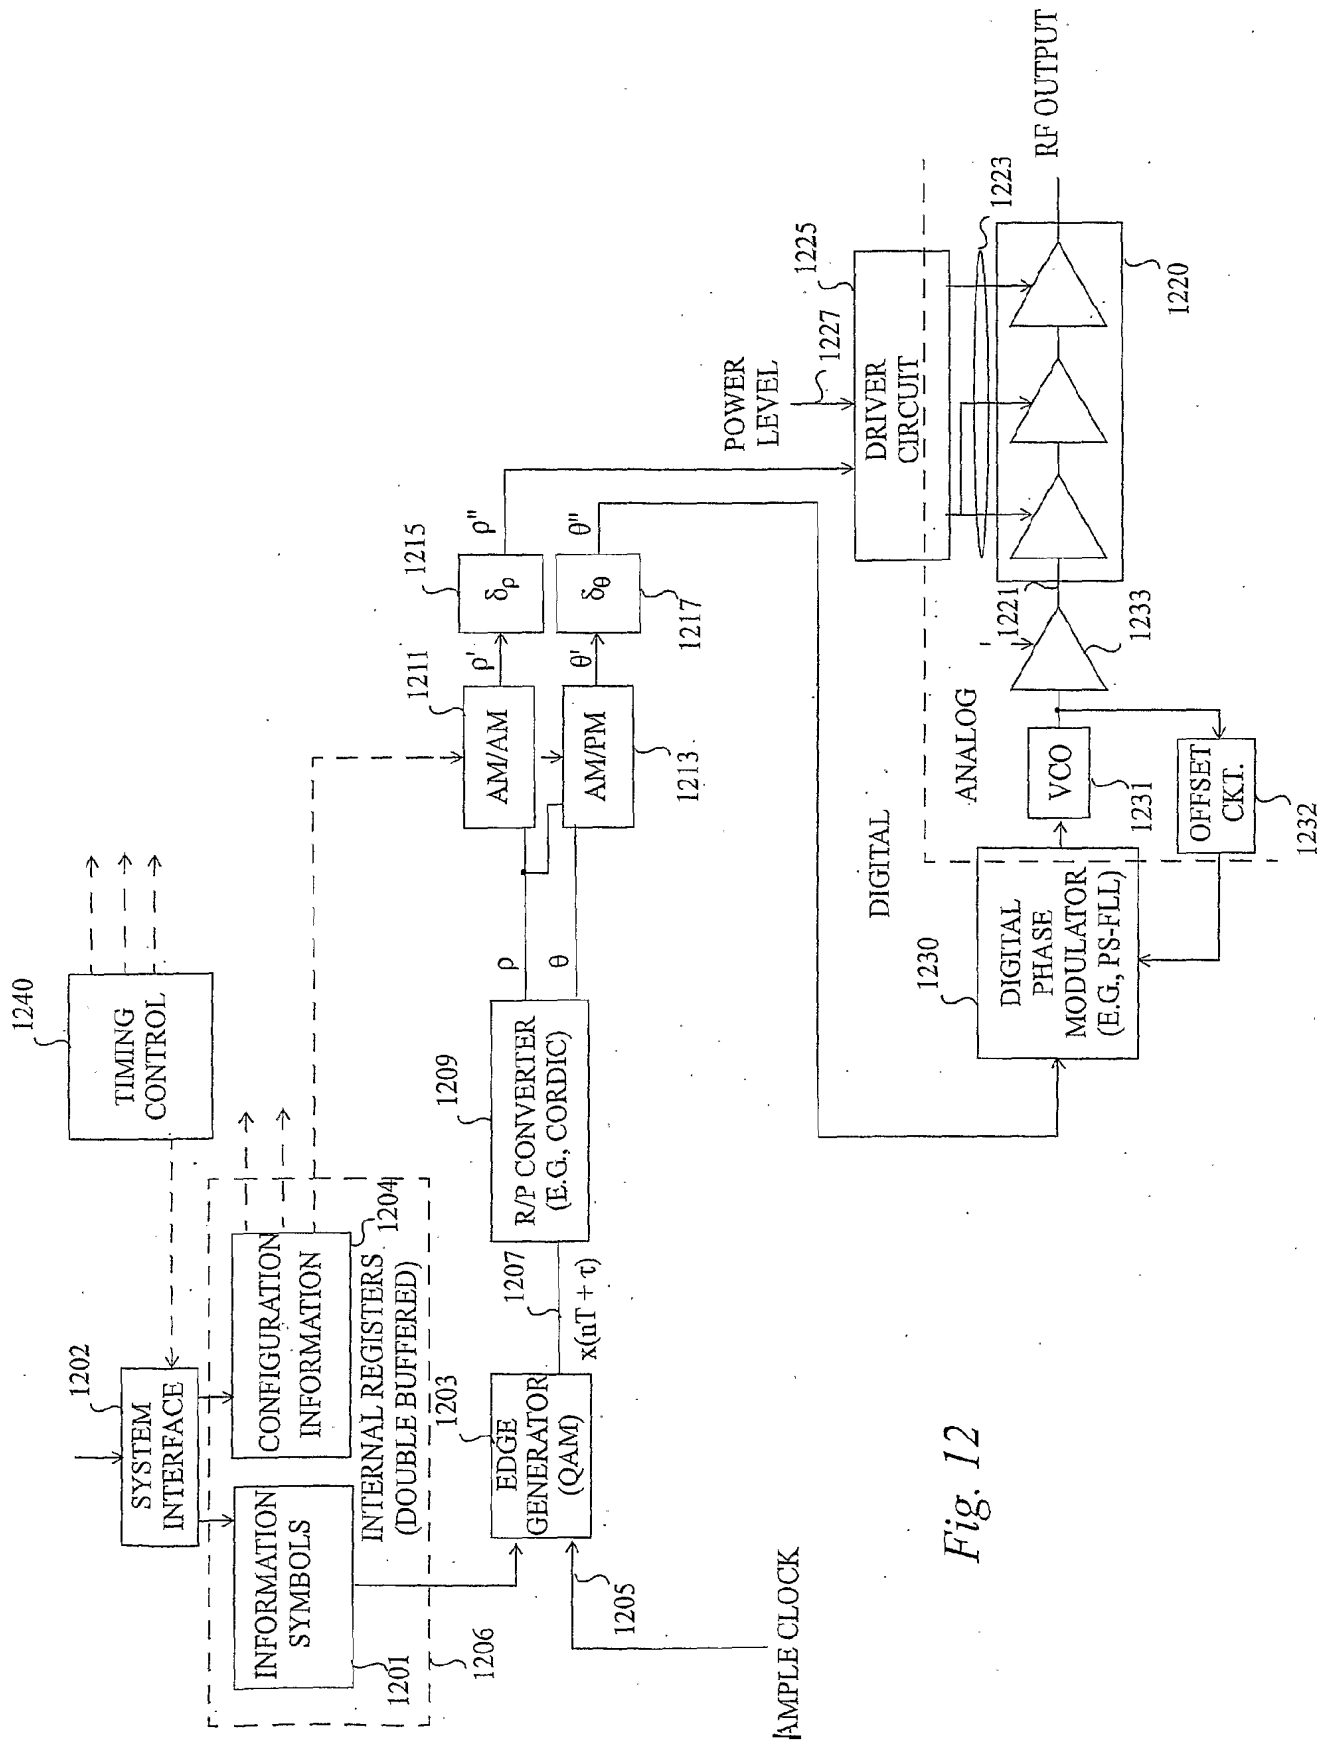 1240
TIMING
CONTROL
1202
SYSTEM
INTERFACE
INFORMATION
SYMBOLS
1201
CONFIGURATION
INFORMATION
1204
INTERNAL REGISTERS
(DOUBLE BUFFERED)
1206
1203
EDGE
GENERATOR
(QAM)
1205
AMPLE CLOCK
1207
x(nT + τ)
1209
R/P CONVERTER
(E.G., CORDIC)
ρ
θ
1211
AM/AM
AM/PM
1213
ρ'
θ'
1215
δρ
δθ
1217
ρ''
θ''
POWER
LEVEL
1227
1225
DRIVER
CIRCUIT
DIGITAL
ANALOG
1230
DIGITAL
PHASE
MODULATOR
(E.G., PS-FLL)
VCO
1231
OFFSET
CKT.
1232
1233
1221
1223
1220
RF OUTPUT
Fig. 12